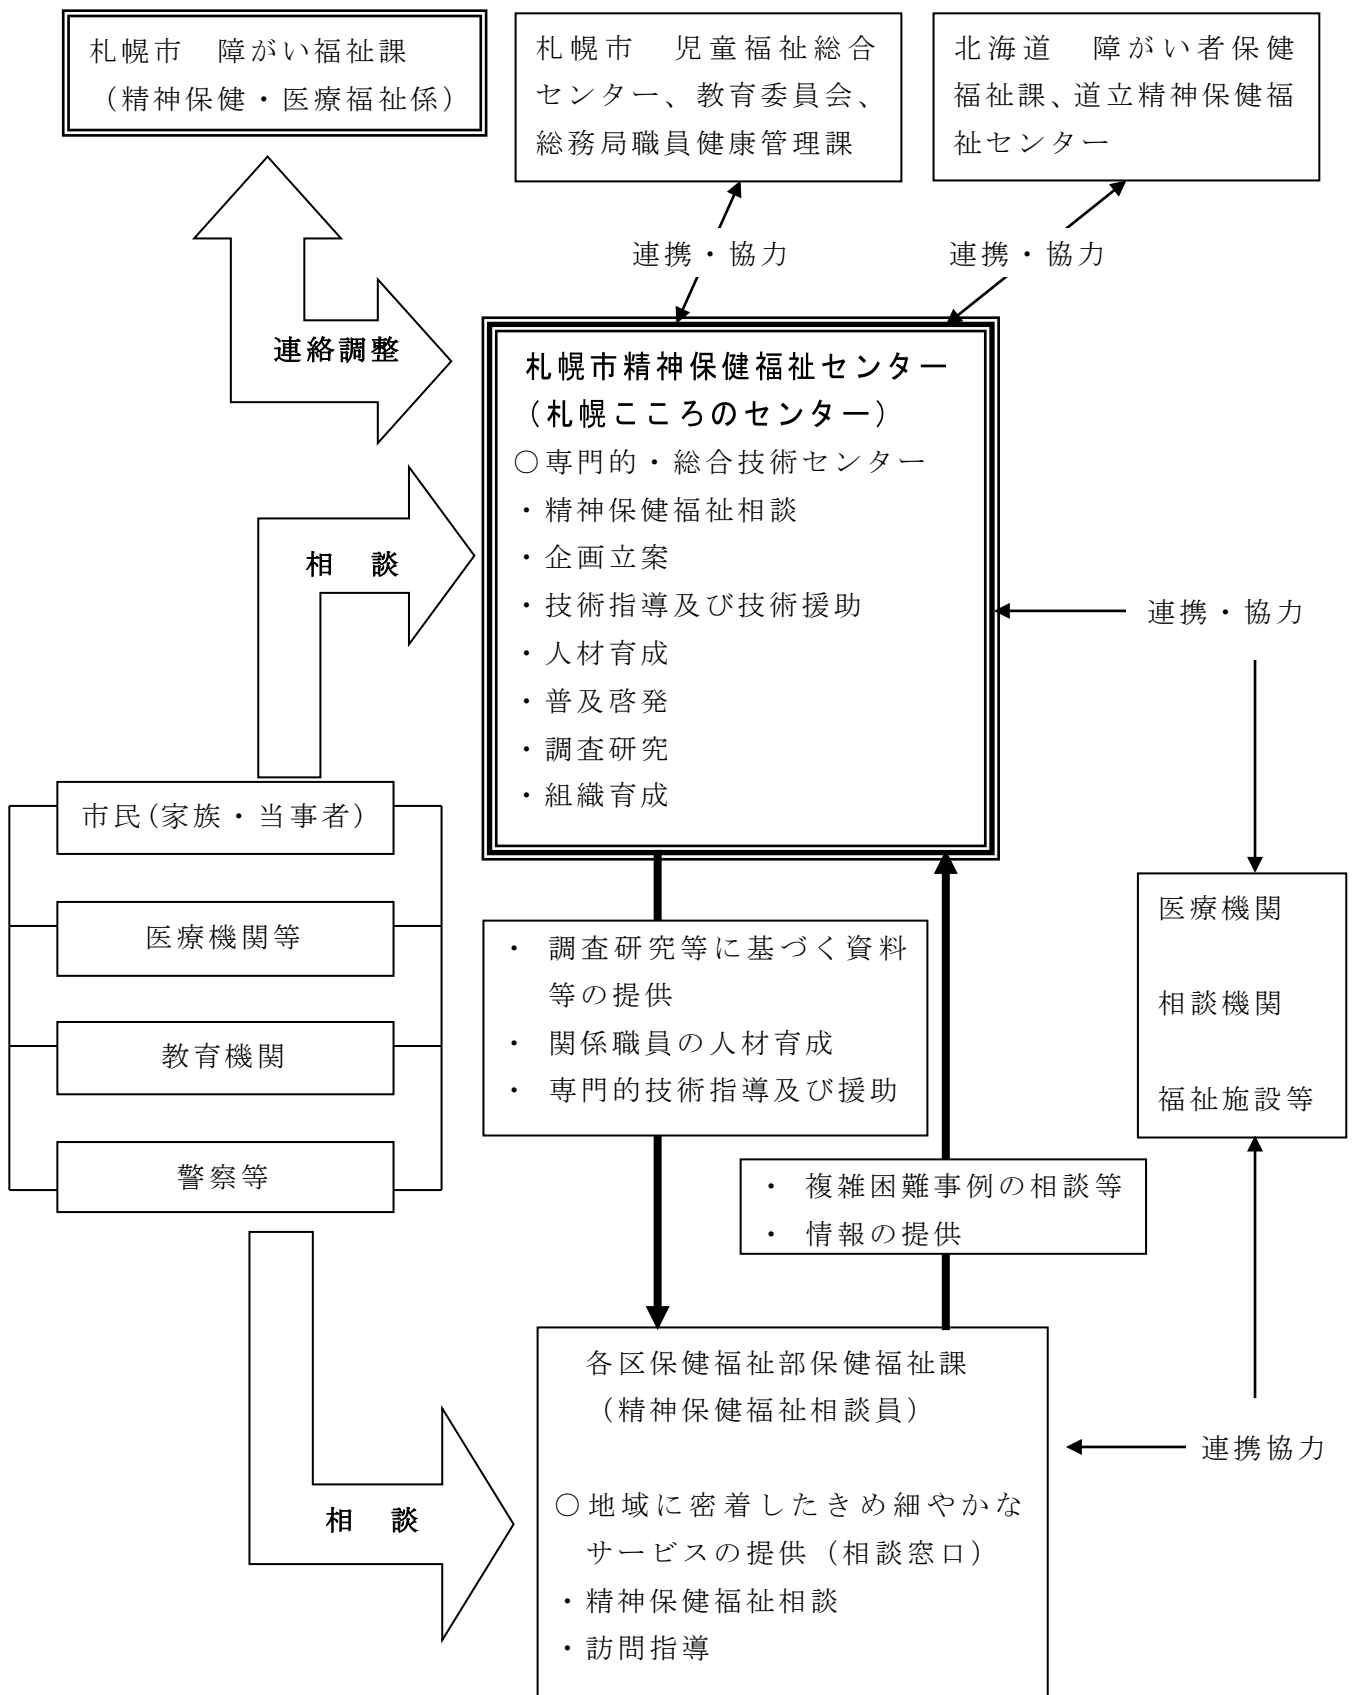 札幌市　障がい福祉課
（精神保健・医療福祉係）
札幌市　児童福祉総合
センター、教育委員会、
総務局職員健康管理課
北海道　障がい者保健
福祉課、道立精神保健福
祉センター
連携・協力
連携・協力
連絡調整
札幌市精神保健福祉センター
（札幌こころのセンター）
○専門的・総合技術センター
・精神保健福祉相談
・企画立案
・技術指導及び技術援助
・人材育成
・普及啓発
・調査研究
・組織育成
相　談
連携・協力
市民(家族・当事者)
医療機関等
教育機関
警察等
・ 調査研究等に基づく資料
等の提供
・ 関係職員の人材育成
・ 専門的技術指導及び援助
医療機関
相談機関
福祉施設等
・ 複雑困難事例の相談等
・ 情報の提供
相　談
各区保健福祉部保健福祉課
（精神保健福祉相談員）
○地域に密着したきめ細やかな
サービスの提供（相談窓口）
・精神保健福祉相談
・訪問指導
連携協力